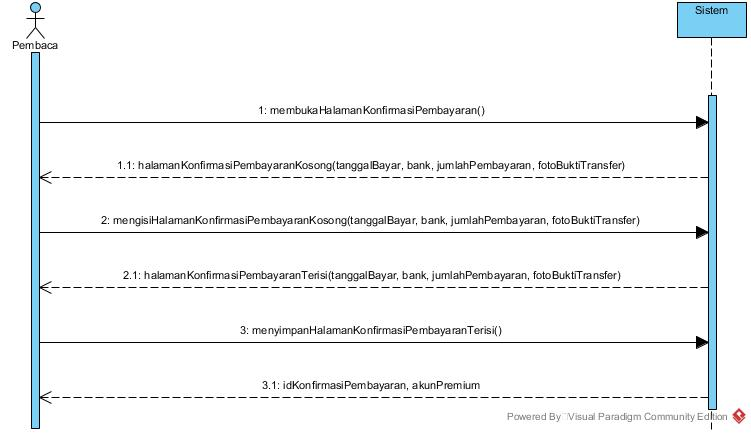 Pembaca
Sistem
1: membukaHalamanKonfirmasiPembayaran()
1.1: halamanKonfirmasiPembayaranKosong(tanggalBayar, bank, jumlahPembayaran, fotoBuktiTransfer)
2: mengisiHalamanKonfirmasiPembayaranKosong(tanggalBayar, bank, jumlahPembayaran, fotoBuktiTransfer)
2.1: halamanKonfirmasiPembayaranTerisi(tanggalBayar, bank, jumlahPembayaran, fotoBuktiTransfer)
3: menyimpanHalamanKonfirmasiPembayaranTerisi()
3.1: idKonfirmasiPembayaran, akunPremium
Powered By Visual Paradigm Community Edition